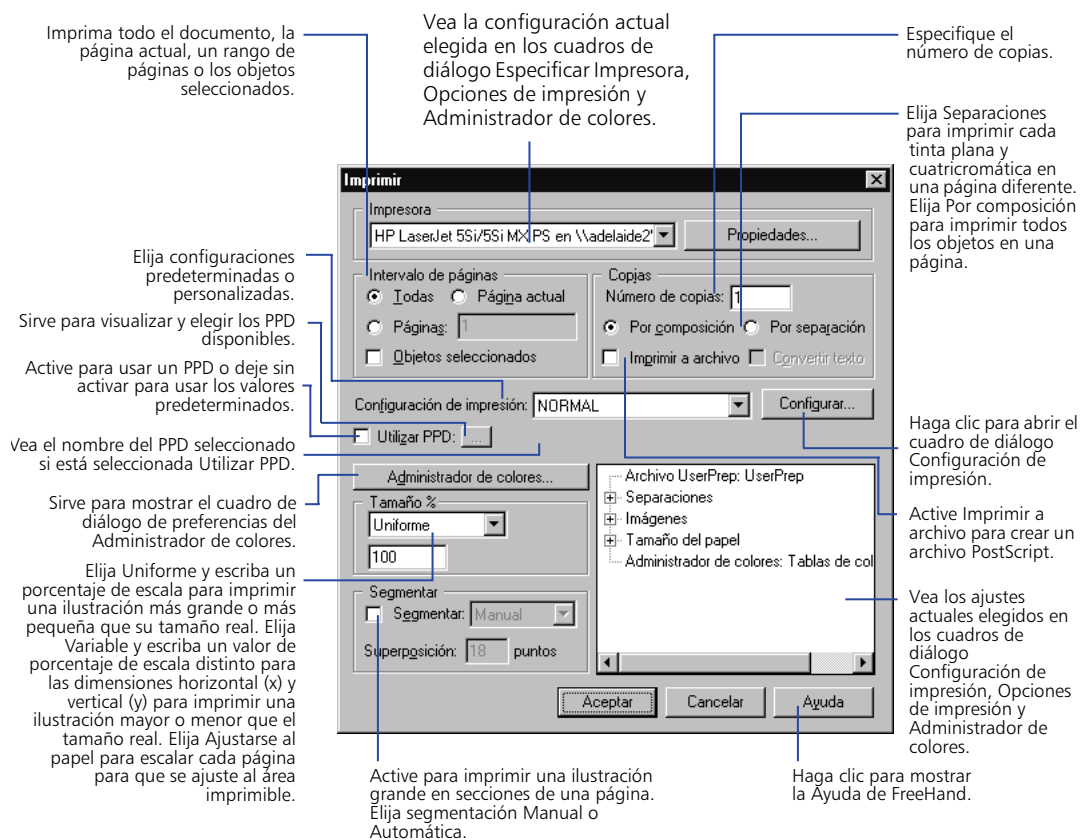 Imprima todo el documento, la
página actual, un rango de
páginas o los objetos
seleccionados.
Vea la configuración actual
elegida en los cuadros de
diálogo Especificar Impresora,
Opciones de impresión y
Administrador de colores.
Especifique el
número de copias.
Elija Separaciones
para imprimir cada
tinta plana y
cuatricromática en
una página diferente.
Elija Por composición
para imprimir todos
los objetos en una
página.
Elija configuraciones
predeterminadas o
personalizadas.
Sirve para visualizar y elegir los PPD
disponibles.
Active para usar un PPD o deje sin
activar para usar los valores
predeterminados.
Vea el nombre del PPD seleccionado
si está seleccionada Utilizar PPD.
Sirve para mostrar el cuadro de
diálogo de preferencias del
Administrador de colores.
Elija Uniforme y escriba un
porcentaje de escala para imprimir
una ilustración más grande o más
pequeña que su tamaño real. Elija
Variable y escriba un valor de
porcentaje de escala distinto para
las dimensiones horizontal (x) y
vertical (y) para imprimir una
ilustración mayor o menor que el
tamaño real. Elija Ajustarse al
papel para escalar cada página
para que se ajuste al área
imprimible.
Imprimir
Impresora
HP LaserJet 5Si/5Si MX PS en \\adelaide2'
Propiedades...
Intervalo de páginas
Todas Página actual
Páginas: 1
Objetos seleccionados
Copias
Número de copias: 1
Por composición Por separación
Imprimir a archivo Convertir texto
Configuración de impresión: NORMAL Configurar...
Utilizar PPD: ...
Administrador de colores...
Tamaño %
Uniforme
100
Segmentar
Segmentar: Manual
Superposición: 18 puntos
Archivo UserPrep: UserPrep
Separaciones
Imágenes
Tamaño del papel
Administrador de colores: Tablas de col
Aceptar Cancelar Ayuda
Haga clic para abrir el
cuadro de diálogo
Configuración de
impresión.
Active Imprimir a
archivo para crear un
archivo PostScript.
Vea los ajustes
actuales elegidos en
los cuadros de
diálogo
Configuración de
impresión, Opciones
de impresión y
Administrador de
colores.
Active para imprimir una ilustración
grande en secciones de una página.
Elija segmentación Manual o
Automática.
Haga clic para mostrar
la Ayuda de FreeHand.